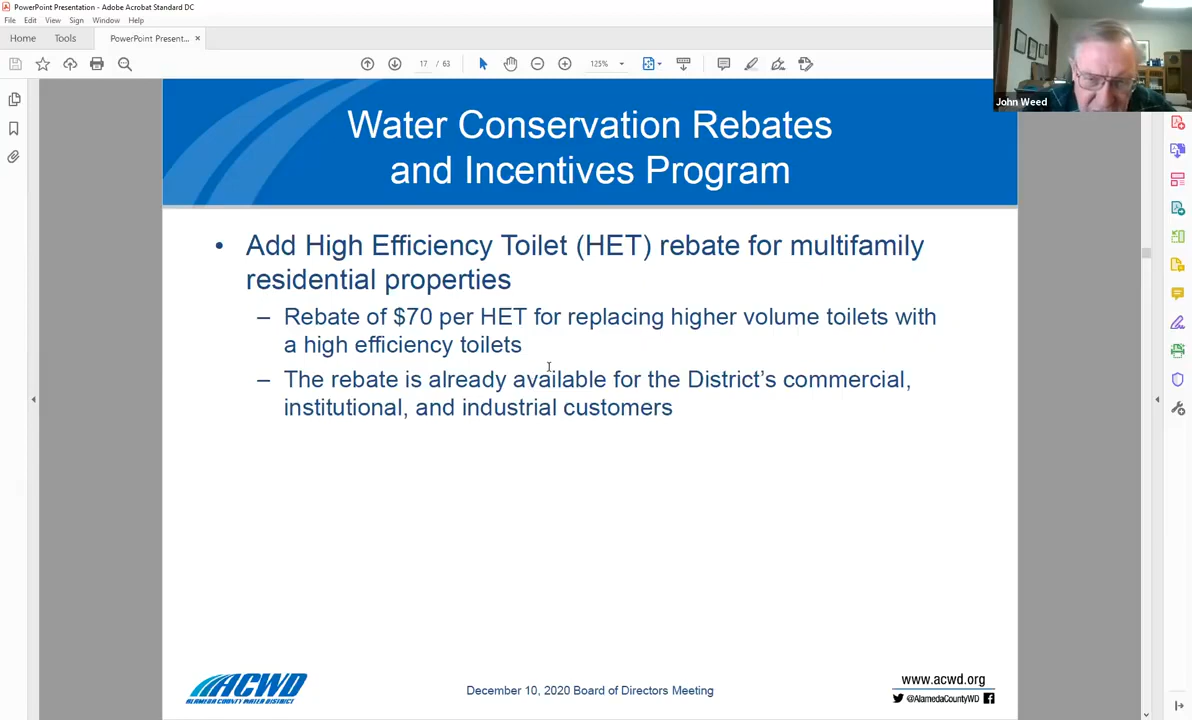 PowerPoint Presentation - Adobe Acrobat Standard DC
File Edit View Sign Window Help
Home Tools PowerPoint Present... ×
17 / 63 125%
John Weed
Water Conservation Rebates
and Incentives Program
• Add High Efficiency Toilet (HET) rebate for multifamily
residential properties
– Rebate of $70 per HET for replacing higher volume toilets with
a high efficiency toilets
– The rebate is already available for the District's commercial,
institutional, and industrial customers
ACWD
ALAMEDA COUNTY WATER DISTRICT
December 10, 2020 Board of Directors Meeting
www.acwd.org
@AlamedaCountyWD